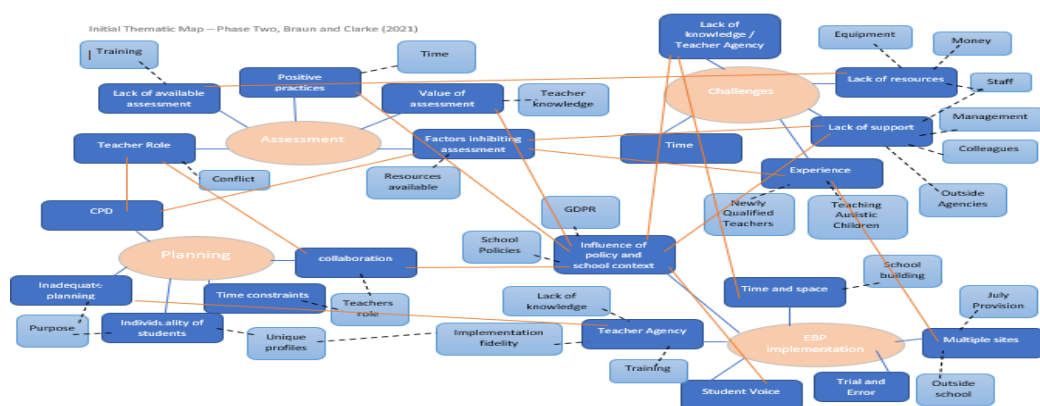 Initial Thematic Map – Phase Two, Braun and Clarke (2021)
Training
Time
Positive
practices
Lack of available
assessment
Value of
assessment
Teacher
knowledge
Assessment
Teacher Role
Factors inhibiting
assessment
Conflict
Resources
available
CPD
Planning
collaboration
Inadequate
planning
Time constraints
Teachers
role
Purpose
Individuality of
students
Unique
profiles
Lack of
knowledge /
Teacher Agency
Equipment
Money
Challenges
Lack of resources
Staff
Lack of support
Management
Time
Colleagues
Experience
Outside
Agencies
Newly
Qualified
Teachers
Teaching
Autistic
Children
GDPR
School
Policies
Influence of
policy and
school context
School
building
Time and space
Lack of
knowledge
July
Provision
Implementation
fidelity
Teacher Agency
EBP
implementation
Multiple sites
Training
Student Voice
Trial and
Error
Outside
school